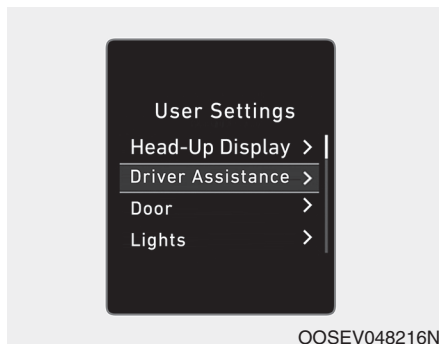 User Settings
Head-Up Display >
Driver Assistance >
Door >
Lights >
OOSEV048216N